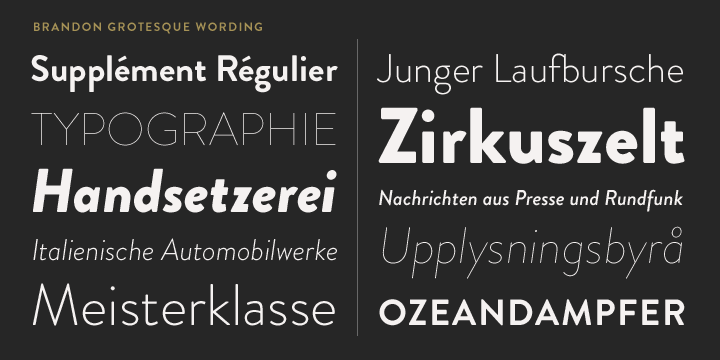 BRANDON GROTESQUE WORDING
Supplément Régulier
TYPOGRAPHIE
Handsetzerei
Italienische Automobilwerke
Meisterklasse
Junger Laufbursche
Zirkuszelt
Nachrichten aus Presse und Rundfunk
Upplysningsbyrå
OZEANDAMPFER